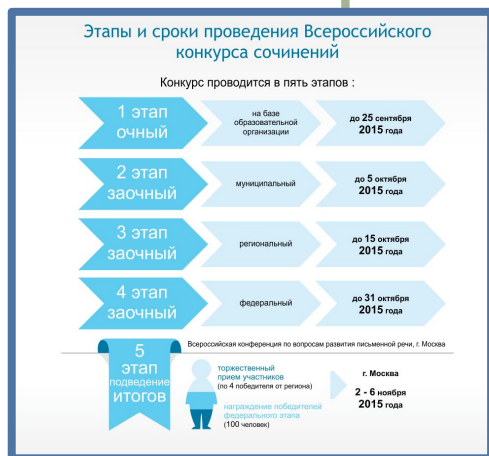 Этапы и сроки проведения Всероссийского
конкурса сочинений
Конкурс проводится в пять этапов :
1 этап
очный
на базе
образовательной
организации
до 25 сентября
2015 года
2 этап
заочный
муниципальный
до 5 октября
2015 года
3 этап
заочный
региональный
до 15 октября
2015 года
4 этап
заочный
федеральный
до 31 октября
2015 года
Всероссийская конференция по вопросам развития письменной речи, г. Москва
5
этап
подведение
итогов
торжественный
прием участников
(по 4 победителя от региона)
награждение победителей
федерального этапа
(100 человек)
г. Москва
2 - 6 ноября
2015 года